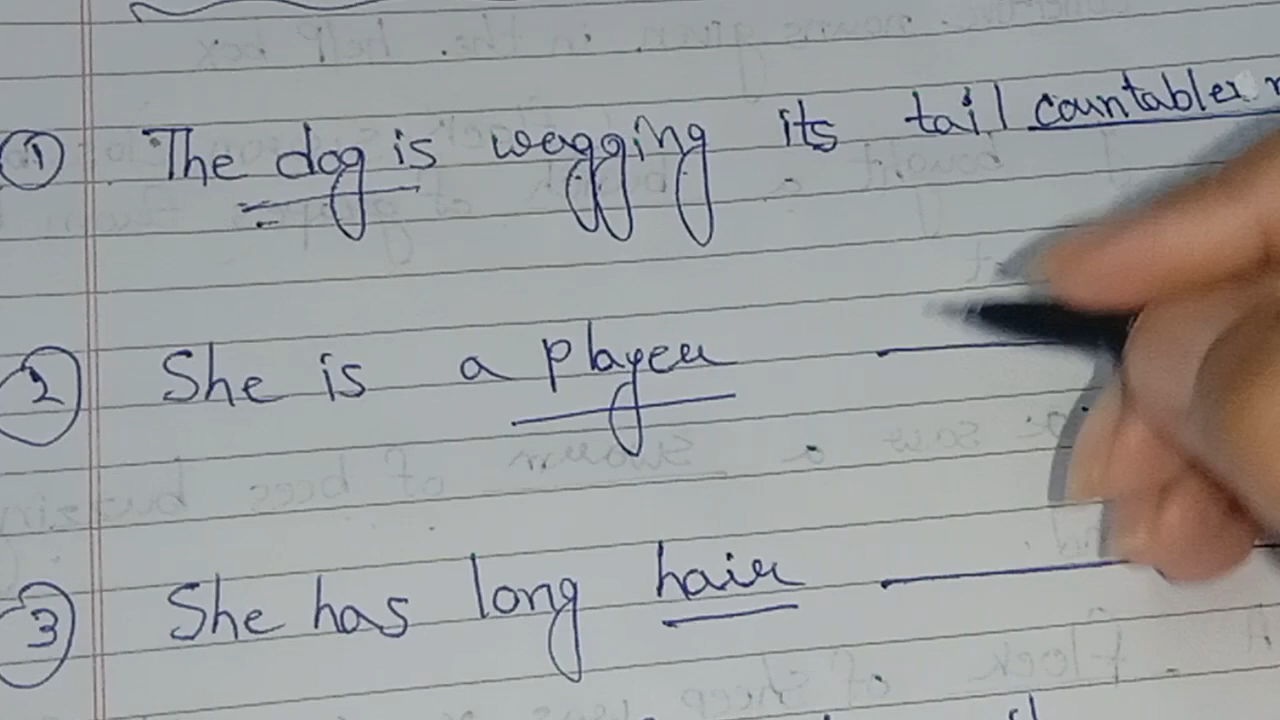 ① The dog is wagging its tail countable
② She is a player
③ She has long hair